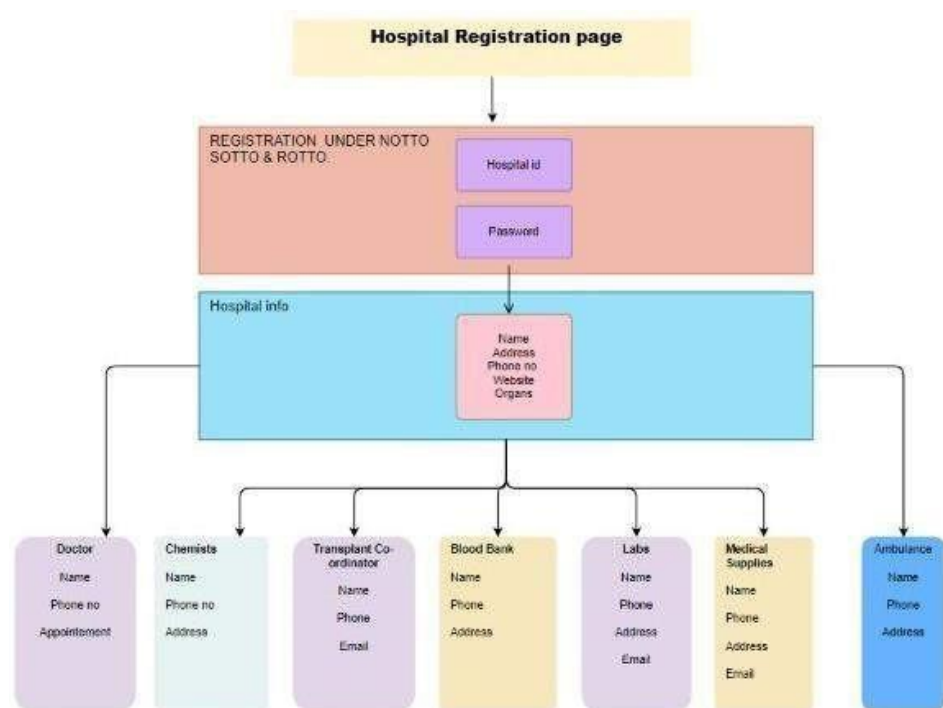 Hospital Registration page
REGISTRATION UNDER NOTTO
SOTTO & ROTTO.
Hospital id
Password
Hospital info
Name
Address
Phone no
Website
Organs
Doctor
Name
Phone no
Appointement
Chemists
Name
Phone no
Address
Transplant Co-
ordinator
Name
Phone
Email
Blood Bank
Name
Phone
Address
Labs
Name
Phone
Address
Email
Medical
Supplies
Name
Phone
Address
Email
Ambulance
Name
Phone
Address